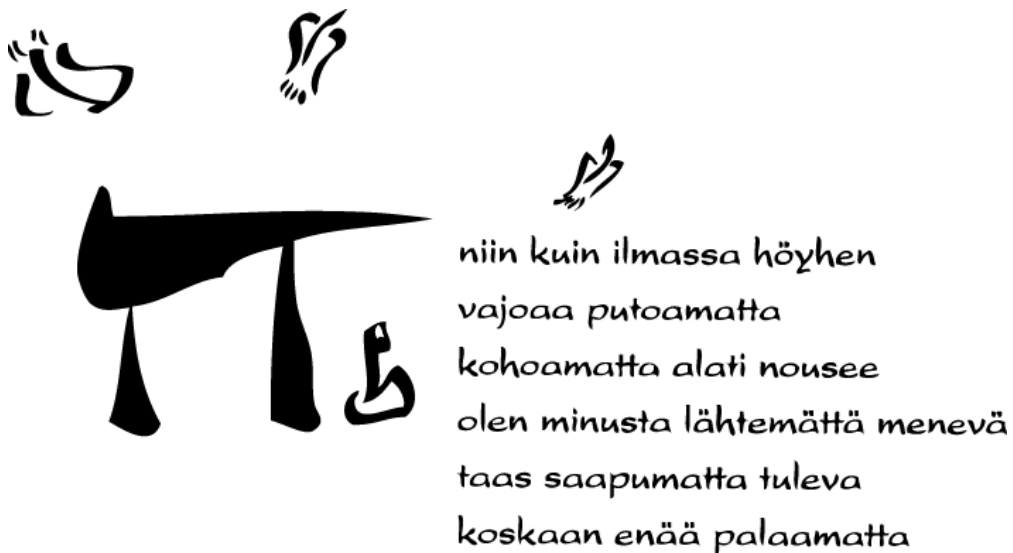 niin kuin ilmassa höyhen
vajoaa putoamatta
kohoamatta alati nousee
olen minusta lähtemättä menevä
taas saapumatta tuleva
koskaan enää palaamatta